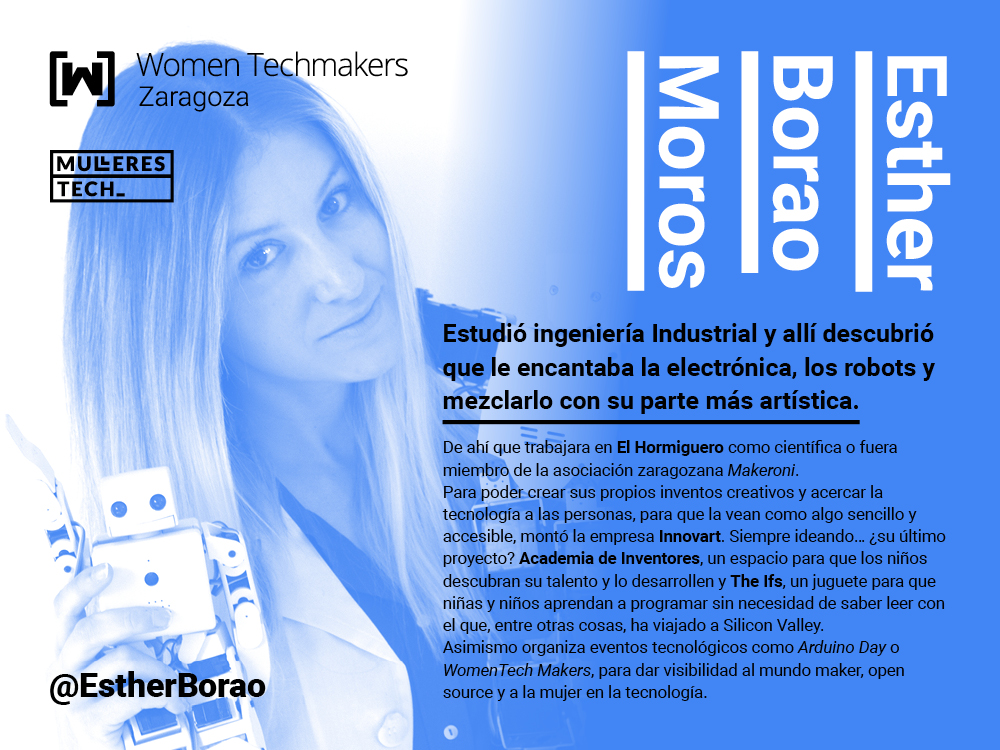 [W] Women Techmakers
Zaragoza
MUJERES
TECH_
Esther
Borao
Moros
Estudió ingeniería Industrial y allí descubrió
que le encantaba la electrónica, los robots y
mezclarlo con su parte más artística.
De ahí que trabajara en El Hormiguero como científica o fuera
miembro de la asociación zaragozana Makeroni.
Para poder crear sus propios inventos creativos y acercar la
tecnología a las personas, para que la vean como algo sencillo y
accesible, montó la empresa Innovart. Siempre ideando... ¿su último
proyecto? Academia de Inventores, un espacio para que los niños
descubran su talento y lo desarrollen y The Ifs, un juguete para que
niñas y niños aprendan a programar sin necesidad de saber leer con
el que, entre otras cosas, ha viajado a Silicon Valley.
Asimismo organiza eventos tecnológicos como Arduino Day o
WomenTech Makers, para dar visibilidad al mundo maker, open
source y a la mujer en la tecnología.
@EstherBorao